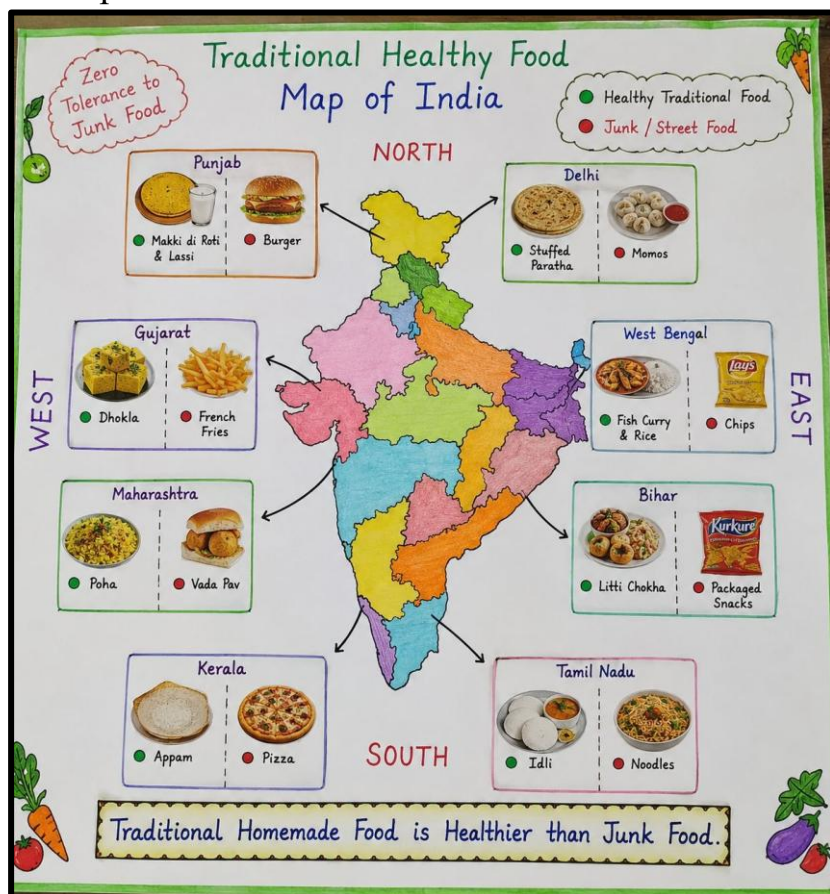 Traditional Healthy Food
Map of India
Zero
Tolerance to
Junk Food
Healthy Traditional Food
Junk / Street Food
NORTH
Punjab
Makki di Roti
& Lassi
Burger
Delhi
Stuffed
Paratha
Momos
WEST
Gujarat
Dhokla
French
Fries
West Bengal
Fish Curry
& Rice
Lay's
Chips
EAST
Maharashtra
Poha
Vada Pav
Bihar
Litti Chokha
Kurkure
Packaged
Snacks
Kerala
Appam
Pizza
SOUTH
Tamil Nadu
Idli
Noodles
Traditional Homemade Food is Healthier than Junk Food.